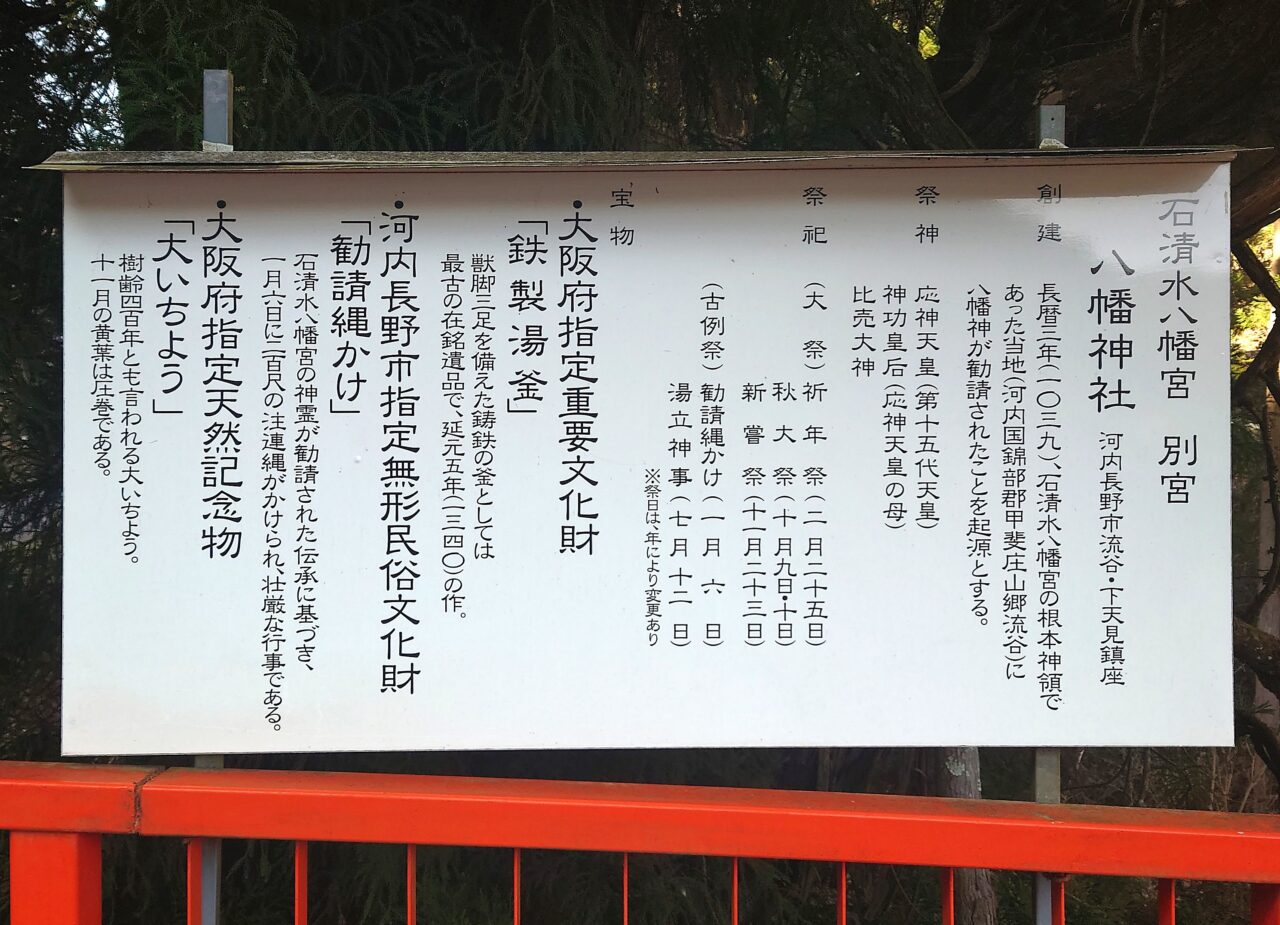 石清水八幡宮 別宮
八幡神社 河内長野市流谷・下天見鎮座
創建
長暦三年(一〇三九)、石清水八幡宮の根本神領で
あった当地(河内国錦部郡甲斐庄山郷流谷)に
八幡神が勧請されたことを起源とする。
祭神
応神天皇(第十五代天皇)
神功皇后(応神天皇の母)
比売大神
祭祀
(大祭)祈年祭(二月二十五日)
秋大祭(十月九日・十日)
新嘗祭(十一月二十三日)
(古例祭)勧請縄かけ(一月六日)
湯立神事(七月十二日)
※祭日は、年により変更あり
宝物
・大阪府指定重要文化財
「鉄製湯釜」
獣脚三足を備えた鋳鉄の釜としては
最古の在銘遺品で、延元五年(一三四〇)の作。
・河内長野市指定無形民俗文化財
「勧請縄かけ」
石清水八幡宮の神霊が勧請された伝承に基づき、
一月六日に二百尺の注連縄がかけられ、壮厳な行事である。
・大阪府指定天然記念物
「大いちよう」
樹齢四百年とも言われる大いちよう。
十一月の黄葉は圧巻である。